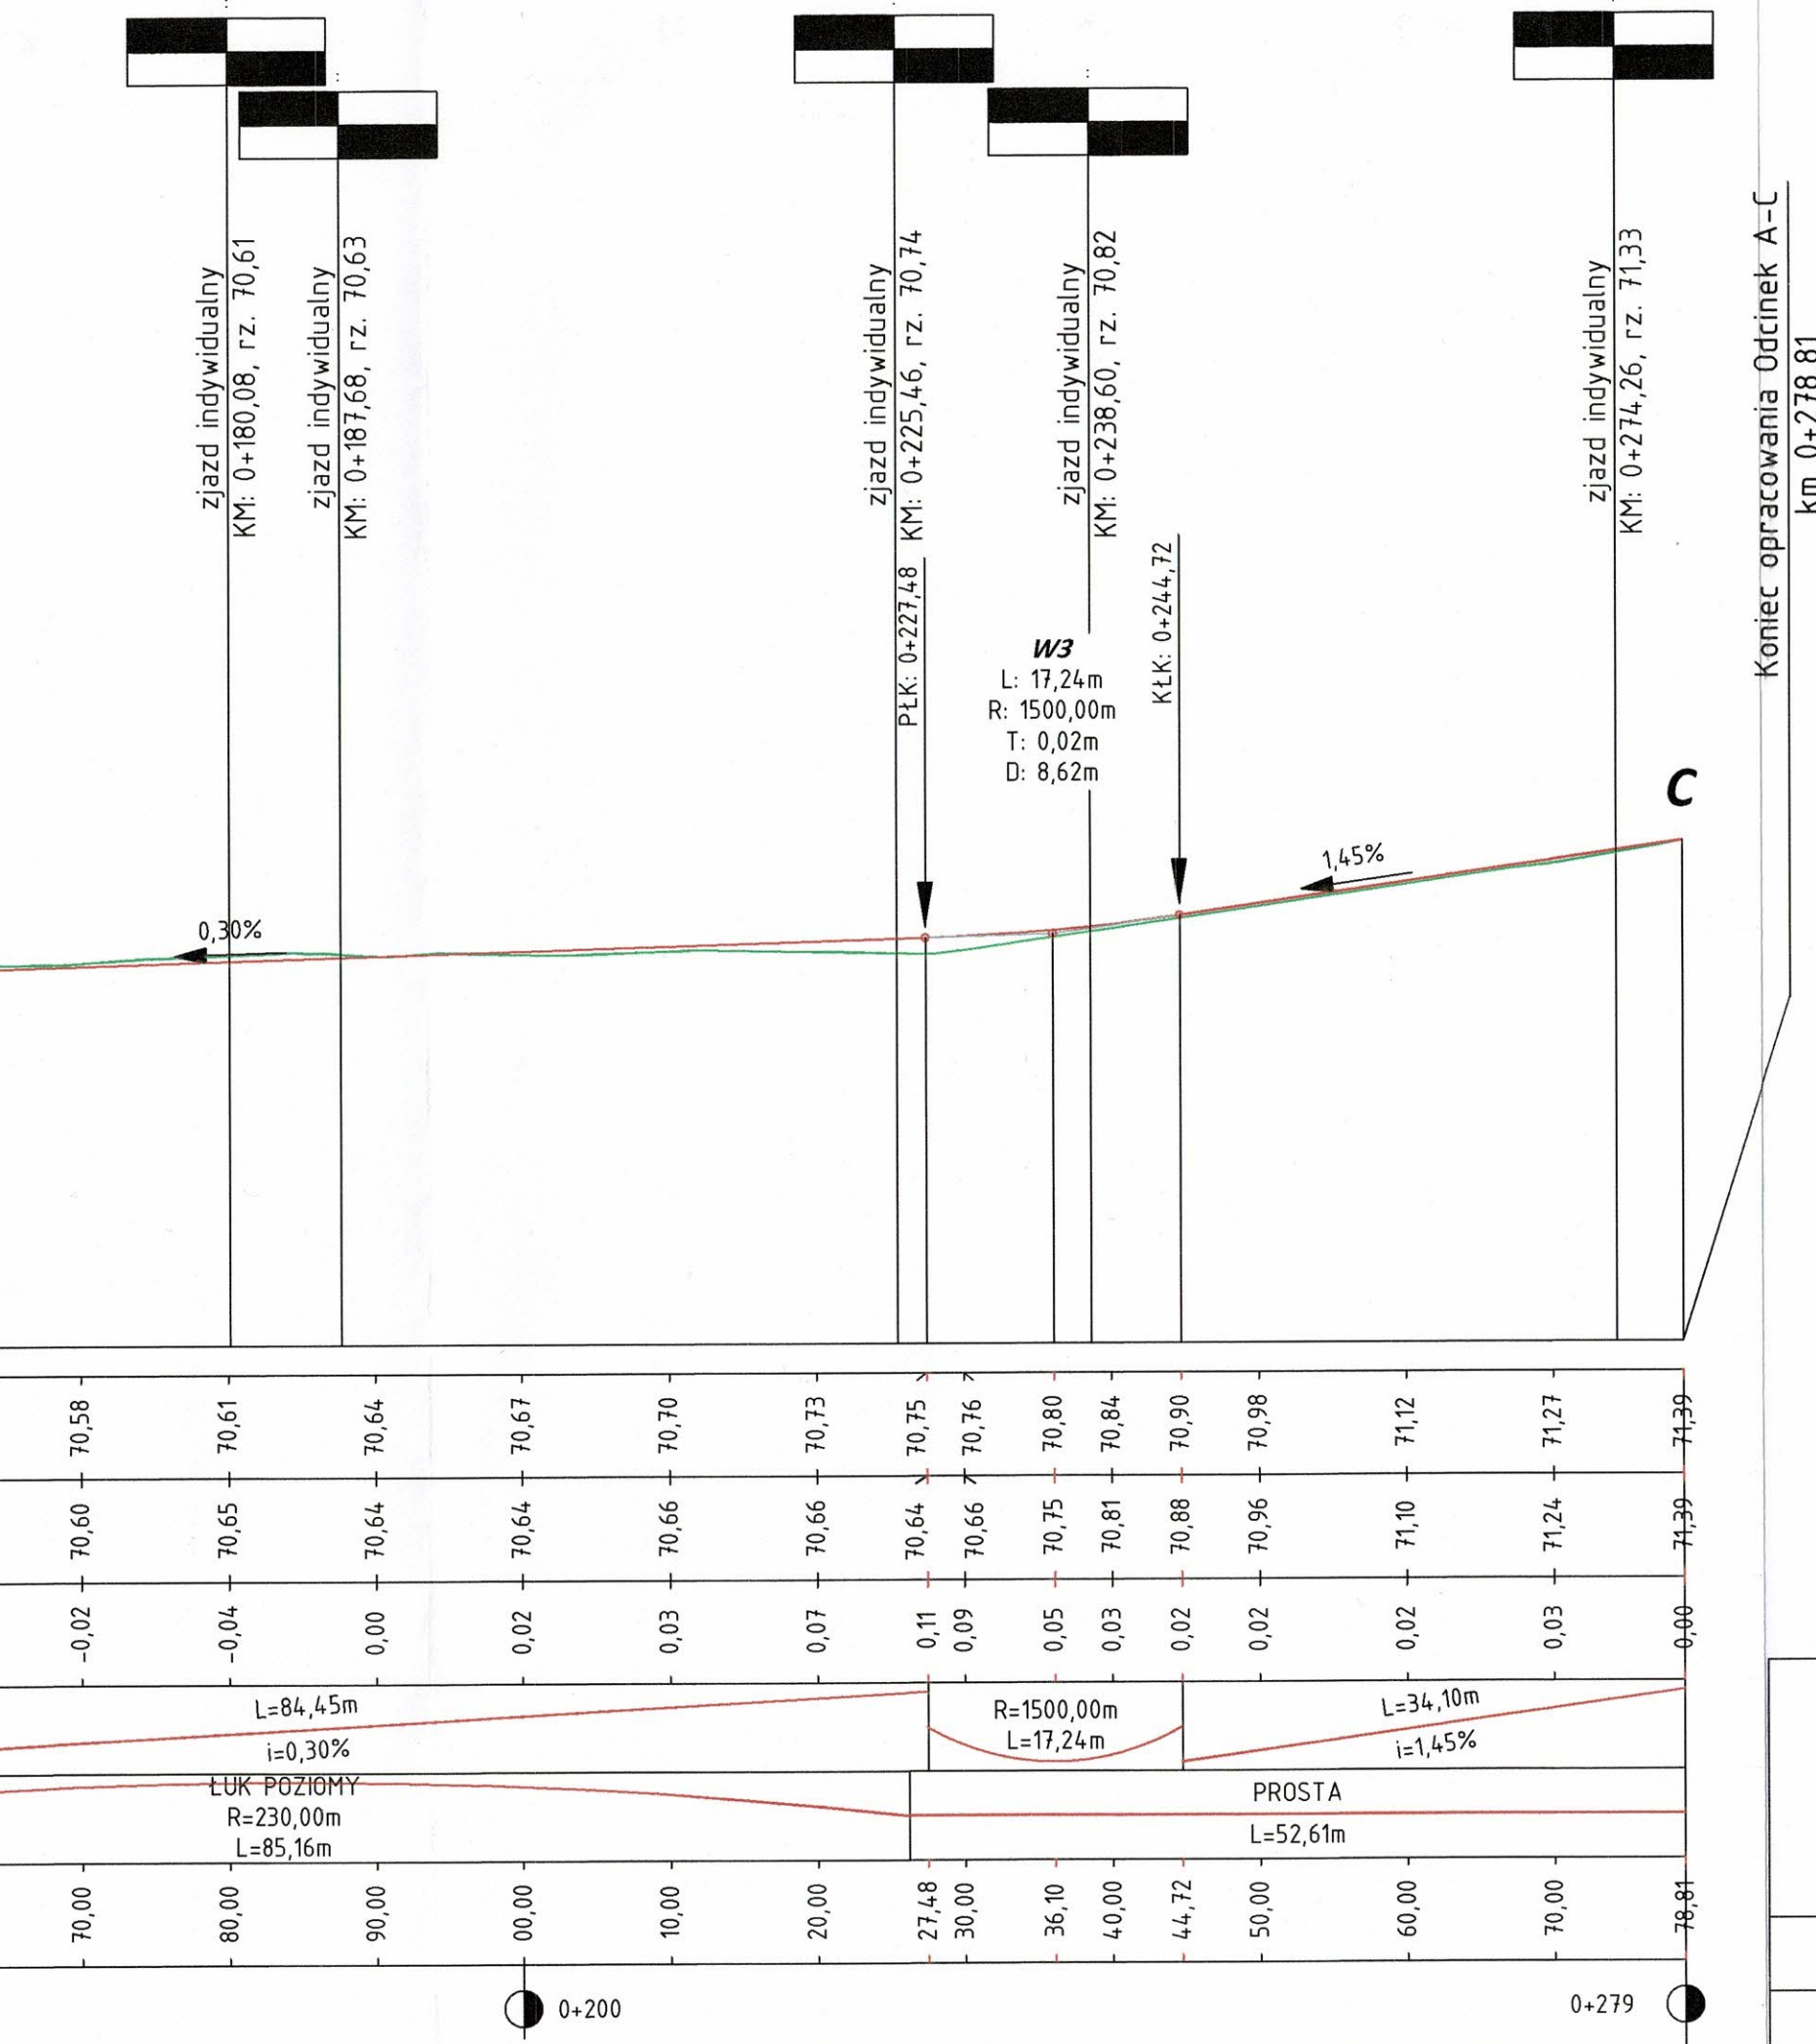 zjazd indywidualny
KM: 0+180,08, rz. 70,61
zjazd indywidualny
KM: 0+187,68, rz. 70,63
zjazd indywidualny
KM: 0+225,46, rz. 70,74
zjazd indywidualny
KM: 0+238,60, rz. 70,82
zjazd indywidualny
KM: 0+274,26, rz. 71,33
Koniec opracowania Odcinek A-C
km 0+278,81
PŁK: 0+227,48
W3
L: 17,24m
R: 1500,00m
T: 0,02m
D: 8,62m
KŁK: 0+244,72
C
0,30%
1,45%
70,58 70,61 70,64 70,67 70,70 70,73 70,75 70,76 70,80 70,84 70,90 70,98 71,12 71,27 71,39
70,60 70,65 70,64 70,64 70,66 70,66 70,64 70,66 70,75 70,81 70,88 70,96 71,10 71,24 71,39
-0,02 -0,04 0,00 0,02 0,03 0,07 0,11 0,09 0,05 0,03 0,02 0,02 0,02 0,03 0,00
L=84,45m
i=0,30%
R=1500,00m
L=17,24m
L=34,10m
i=1,45%
ŁUK POZIOMY
R=230,00m
L=85,16m
PROSTA
L=52,61m
70,00 80,00 90,00 00,00 10,00 20,00 27,48 30,00 36,10 40,00 44,72 50,00 60,00 70,00 78,81
0+200
0+279